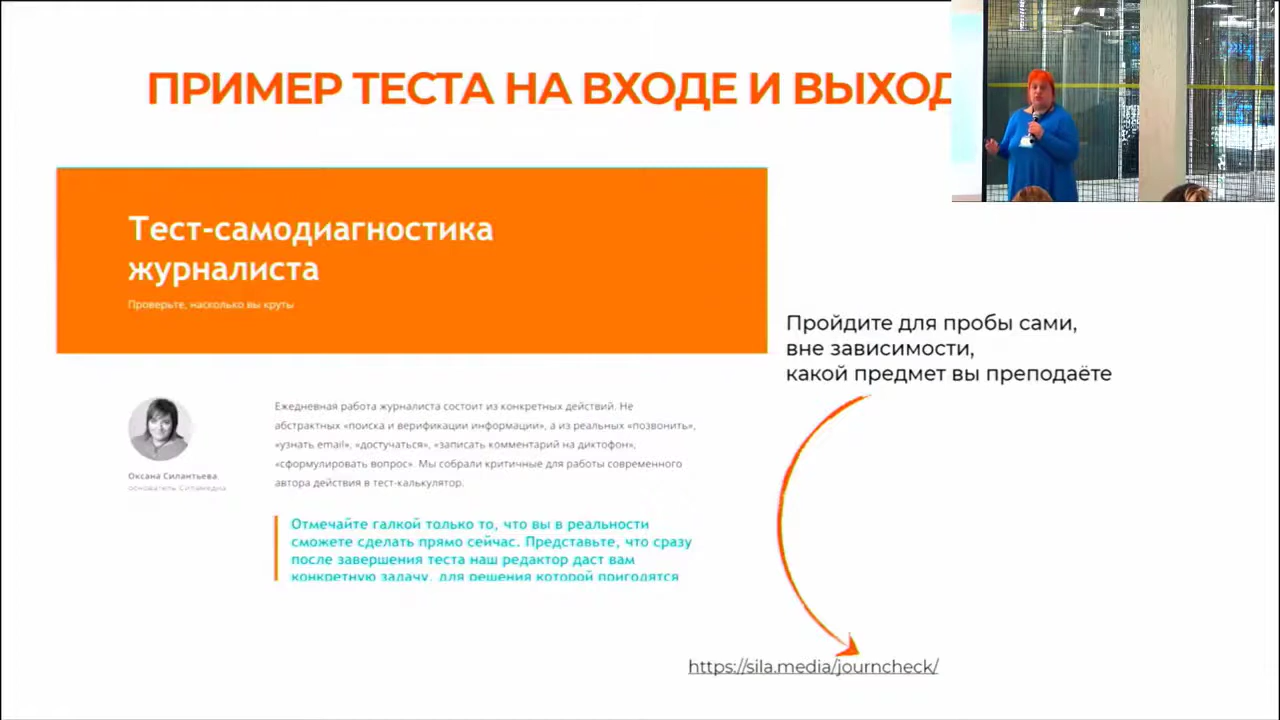 ПРИМЕР ТЕСТА НА ВХОДЕ И ВЫХОД
Тест-самодиагностика
журналиста
Проверьте, насколько вы круты
Пройдите для пробы сами,
вне зависимости,
какой предмет вы преподаёте
Ежедневная работа журналиста состоит из конкретных действий. Не
абстрактных «поиска и верификации информации», а из реальных «позвонить»,
«узнать email», «достучаться», «записать комментарий на диктофон»,
«сформулировать вопрос». Мы собрали критичные для работы современного
автора действия в тест-калькулятор.
Оксана Силантьева,
основатель Силамедиа
Отмечайте галкой только то, что вы в реальности
сможете сделать прямо сейчас. Представьте, что сразу
после завершения теста наш редактор даст вам
конкретную задачу, для решения которой пригодятся
https://sila.media/journcheck/